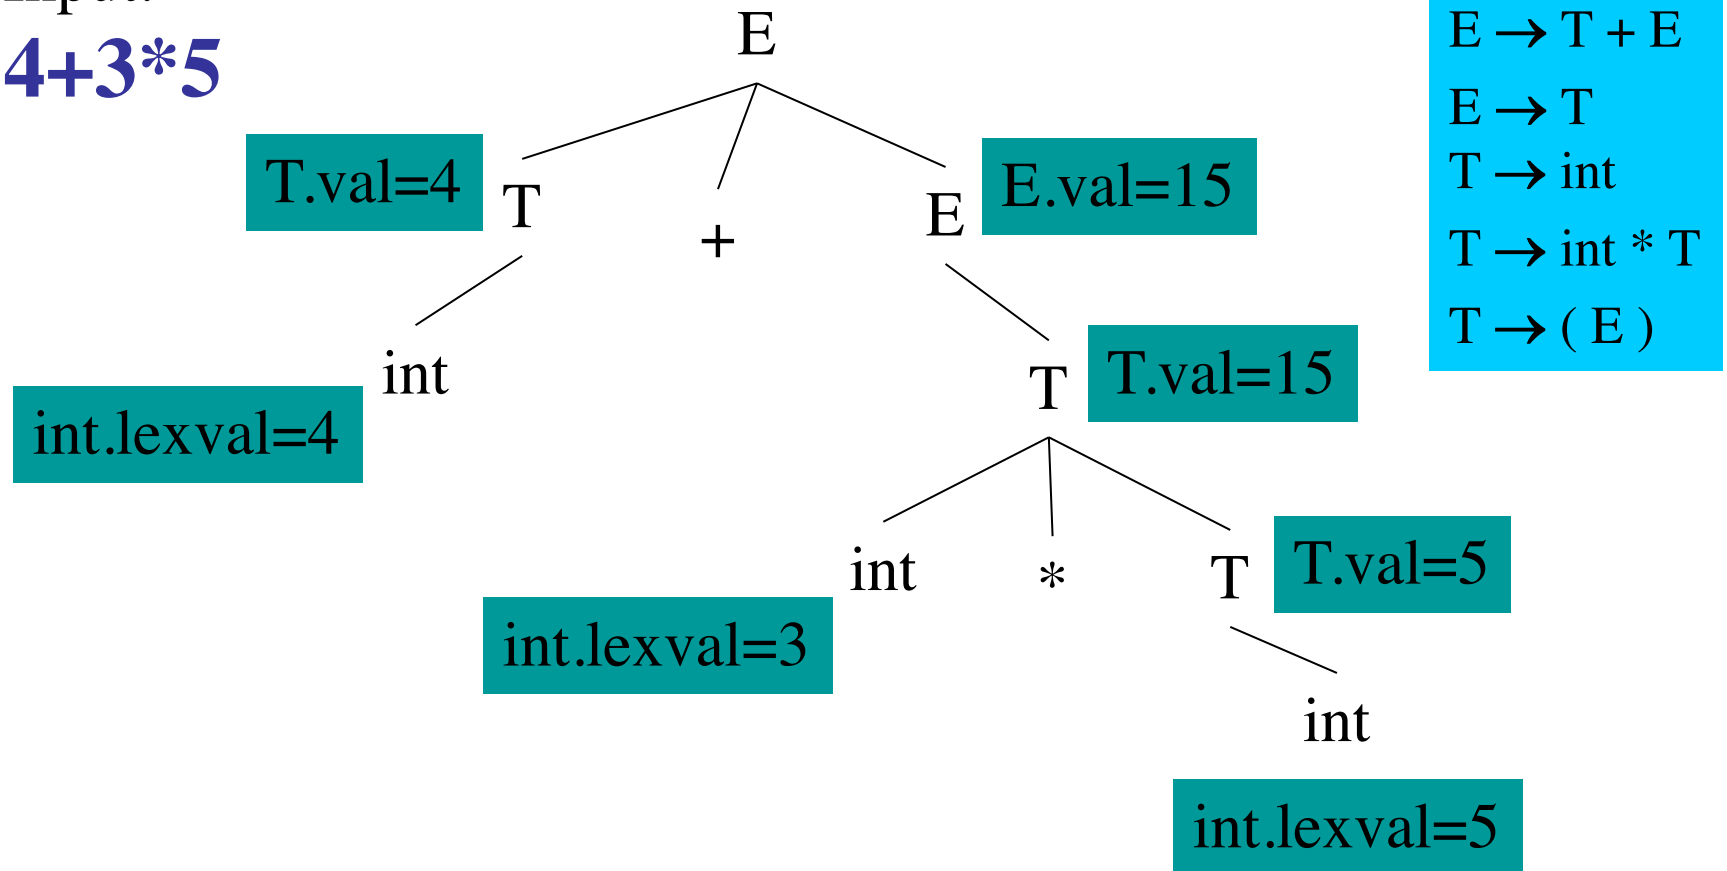 Input:
4+3*5
E
E → T + E
E → T
T → int
T → int * T
T → ( E )
T.val=4
T
+
E
E.val=15
int
int.lexval=4
T
T.val=15
int
*
T
T.val=5
int.lexval=3
int
int.lexval=5